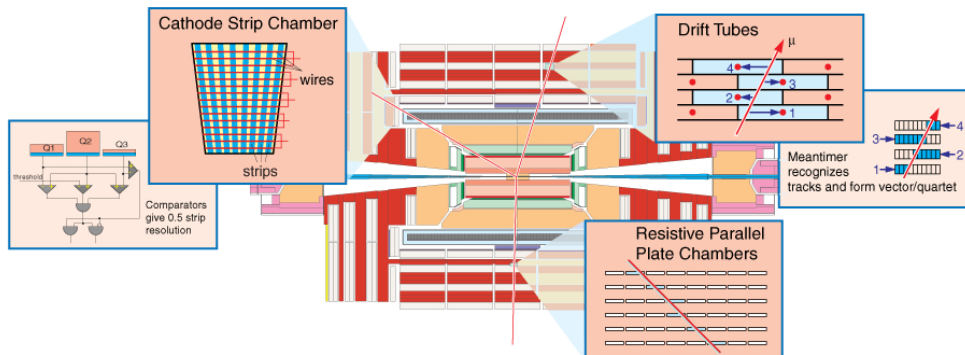 Cathode Strip Chamber
wires
strips
Q1
Q2
Q3
threshold
Comparators
give 0.5 strip
resolution
Drift Tubes
μ
4
3
2
1
4
3
2
1
Meantimer
recognizes
tracks and form vector/quartet
Resistive Parallel
Plate Chambers